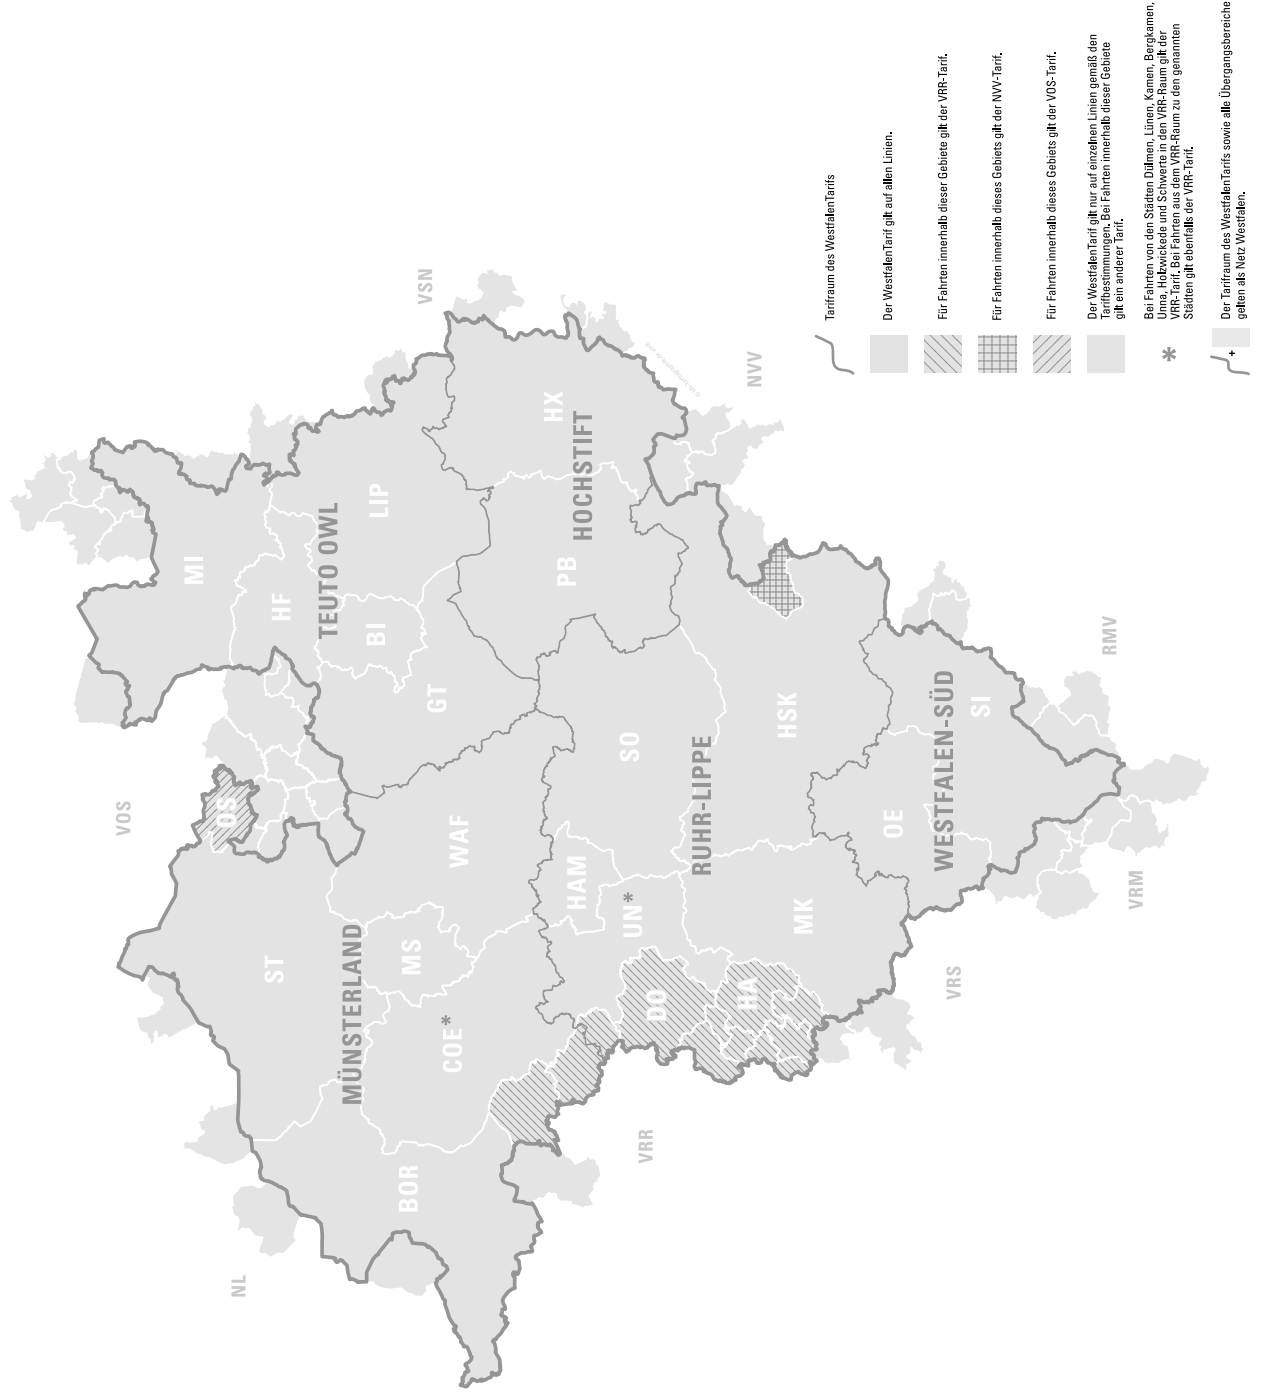 NL
VOS
VSN
NVV
RMV
VRM
VRS
VRR
MÜNSTERLAND
TEUTO OWL
HOCHSTIFT
RUHR-LIPPE
WESTFALEN-SÜD
ST
OS
MI
HF
LIP
BI
GT
WAF
MS
COE*
BOR
HX
PB
SO
HAM
UN*
DO
HA
MK
HSK
OE
SI
Tarifraum des WestfalenTarifs
Der WestfalenTarif gilt auf allen Linien.
Für Fahrten innerhalb dieser Gebiete gilt der VRR-Tarif.
Für Fahrten innerhalb dieses Gebiets gilt der NVV-Tarif.
Für Fahrten innerhalb dieses Gebiets gilt der VOS-Tarif.
Der WestfalenTarif gilt nur auf einzelnen Linien gemäß den
Tarifbestimmungen. Bei Fahrten innerhalb dieser Gebiete
gilt ein anderer Tarif.
*
Bei Fahrten von den Städten Dülmen, Lünen, Kamen, Bergkamen,
Unna, Holzwickede und Schwerte in den VRR-Raum gilt der
VRR-Tarif. Bei Fahrten aus dem VRR-Raum zu den genannten
Städten gilt ebenfalls der VRR-Tarif.
+
Der Tarifraum des WestfalenTarifs sowie alle Übergangsbereiche
gelten als Netz Westfalen.